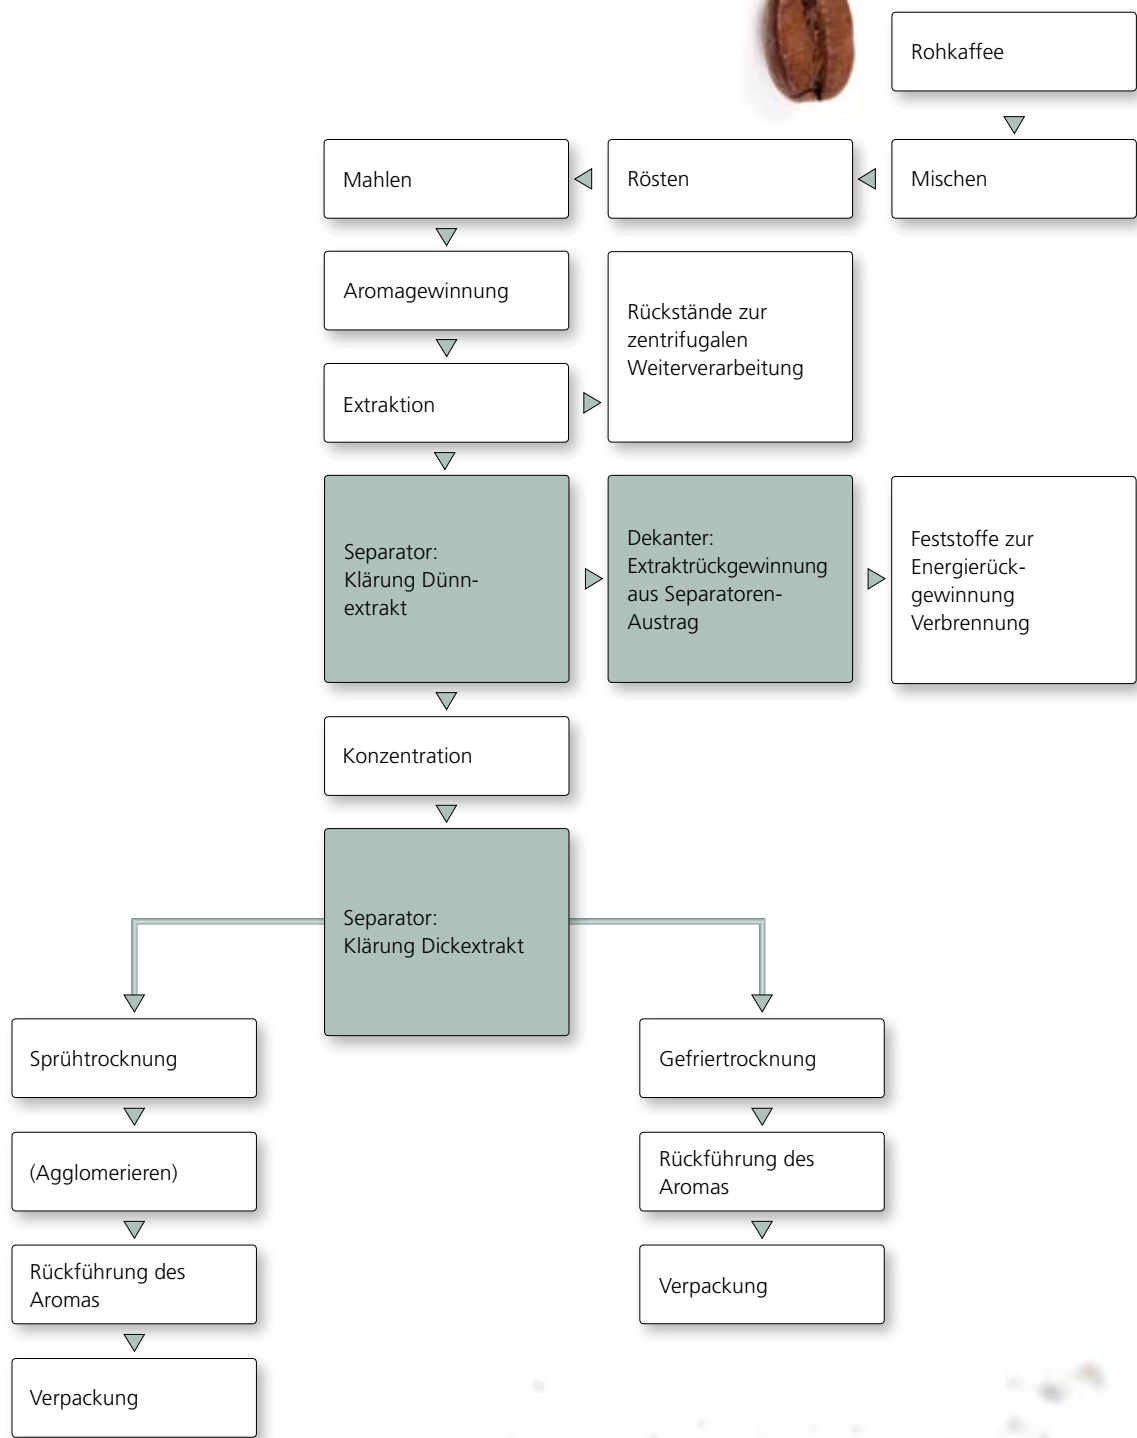 Rohkaffee
Mischen
Rösten
Mahlen
Aromagewinnung
Extraktion
Rückstände zur
zentrifugalen
Weiterverarbeitung
Separator:
Klärung Dünn-
extrakt
Dekanter:
Extraktrückgewinnung
aus Separatoren-
Austrag
Feststoffe zur
Energierück-
gewinnung
Verbrennung
Konzentration
Separator:
Klärung Dickextrakt
Sprühtrocknung
(Agglomerieren)
Rückführung des
Aromas
Verpackung
Gefriertrocknung
Rückführung des
Aromas
Verpackung